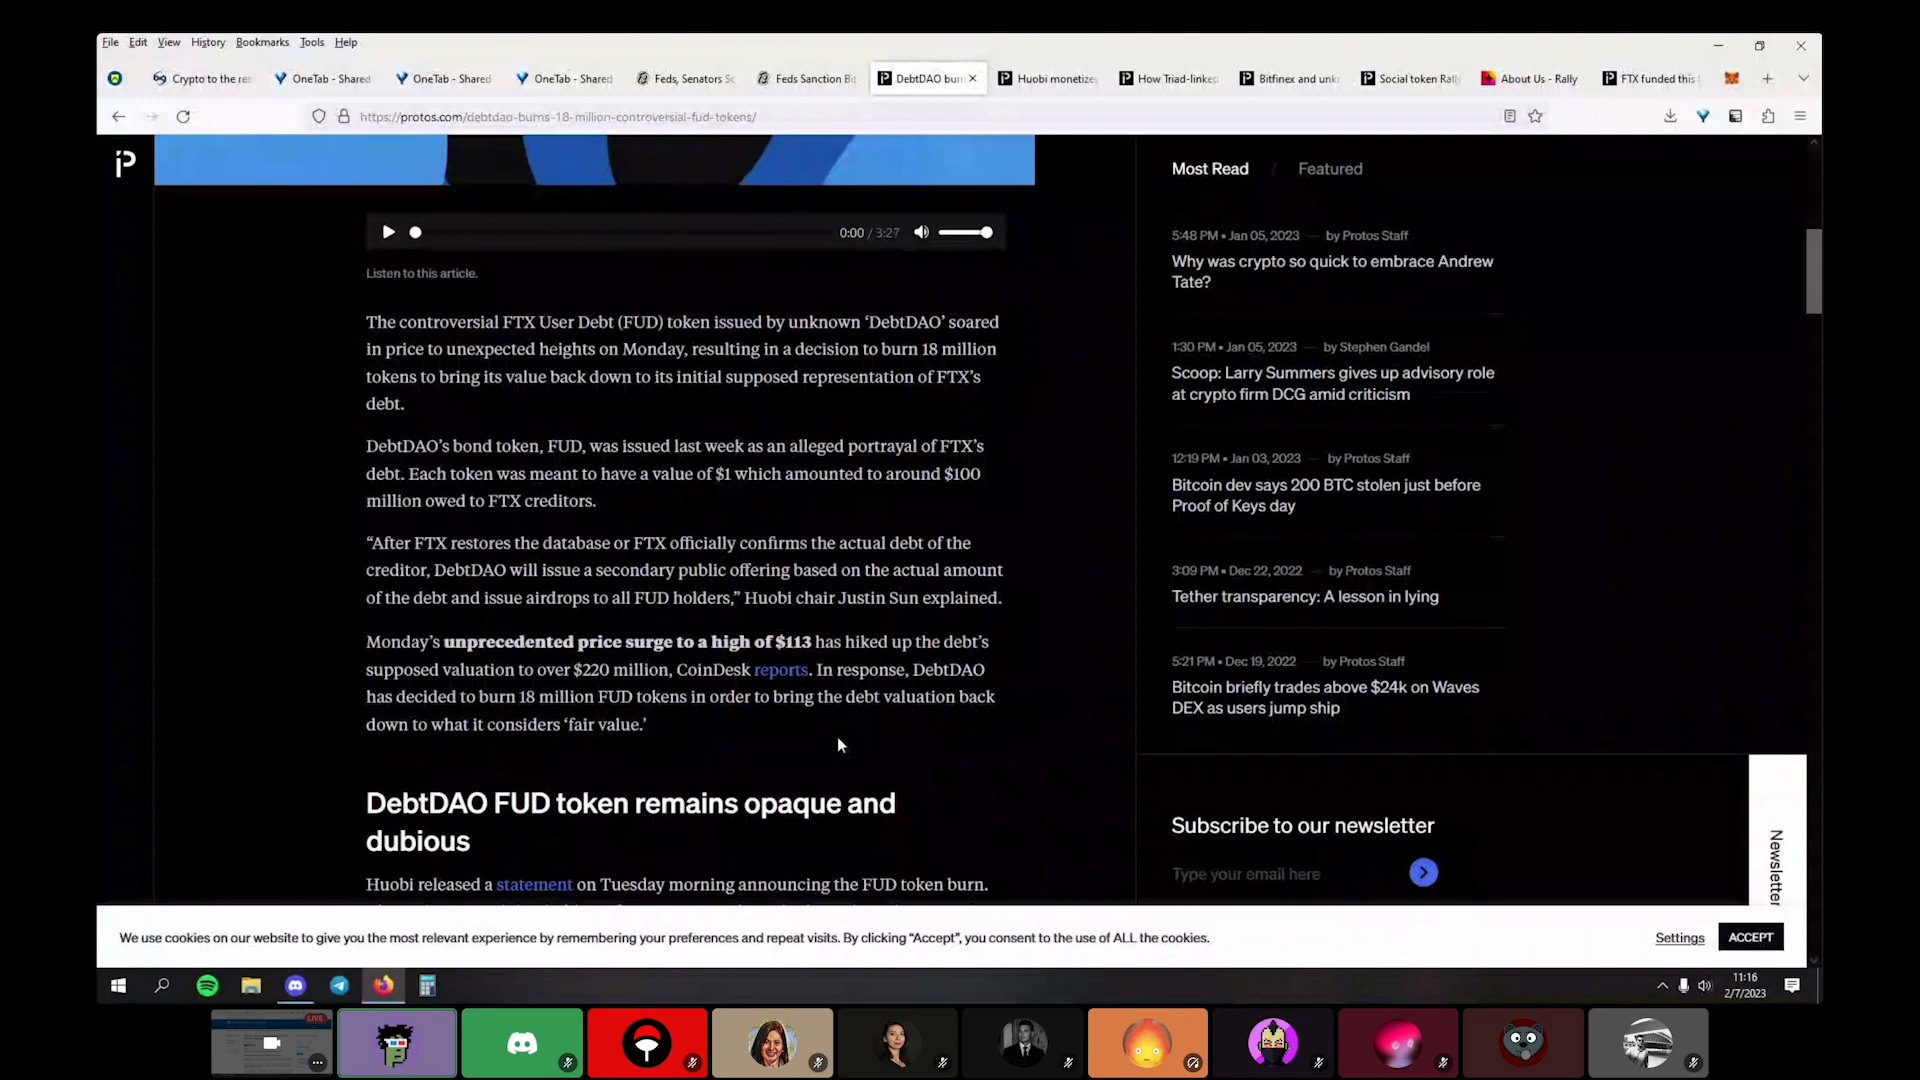 File Edit View History Bookmarks Tools Help
Crypto to the re
OneTab - Shared
OneTab - Shared
OneTab - Shared
Feds, Senators Sc
Feds Sanction Bi
DebtDAO bur
Huobi monetize
How Triad-linked
Bitfinex and unk
Social token Rall
About Us - Rally
FTX funded this
https://protos.com/debtdao-burns-18-million-controversial-fud-tokens/
0:00 / 3:27
Listen to this article.
The controversial FTX User Debt (FUD) token issued by unknown ‘DebtDAO’ soared
in price to unexpected heights on Monday, resulting in a decision to burn 18 million
tokens to bring its value back down to its initial supposed representation of FTX’s
debt.
DebtDAO’s bond token, FUD, was issued last week as an alleged portrayal of FTX’s
debt. Each token was meant to have a value of $1 which amounted to around $100
million owed to FTX creditors.
“After FTX restores the database or FTX officially confirms the actual debt of the
creditor, DebtDAO will issue a secondary public offering based on the actual amount
of the debt and issue airdrops to all FUD holders,” Huobi chair Justin Sun explained.
Monday’s unprecedented price surge to a high of $113 has hiked up the debt’s
supposed valuation to over $220 million, CoinDesk reports. In response, DebtDAO
has decided to burn 18 million FUD tokens in order to bring the debt valuation back
down to what it considers ‘fair value.’
DebtDAO FUD token remains opaque and
dubious
Huobi released a statement on Tuesday morning announcing the FUD token burn.
Most Read / Featured
5:48 PM • Jan 05, 2023 — by Protos Staff
Why was crypto so quick to embrace Andrew
Tate?
1:30 PM • Jan 05, 2023 — by Stephen Gandel
Scoop: Larry Summers gives up advisory role
at crypto firm DCG amid criticism
12:19 PM • Jan 03, 2023 — by Protos Staff
Bitcoin dev says 200 BTC stolen just before
Proof of Keys day
3:09 PM • Dec 22, 2022 — by Protos Staff
Tether transparency: A lesson in lying
5:21 PM • Dec 19, 2022 — by Protos Staff
Bitcoin briefly trades above $24k on Waves
DEX as users jump ship
Subscribe to our newsletter
Type your email here
Newsletter
We use cookies on our website to give you the most relevant experience by remembering your preferences and repeat visits. By clicking “Accept”, you consent to the use of ALL the cookies.
Settings
ACCEPT
11:16
2/7/2023
LIVE